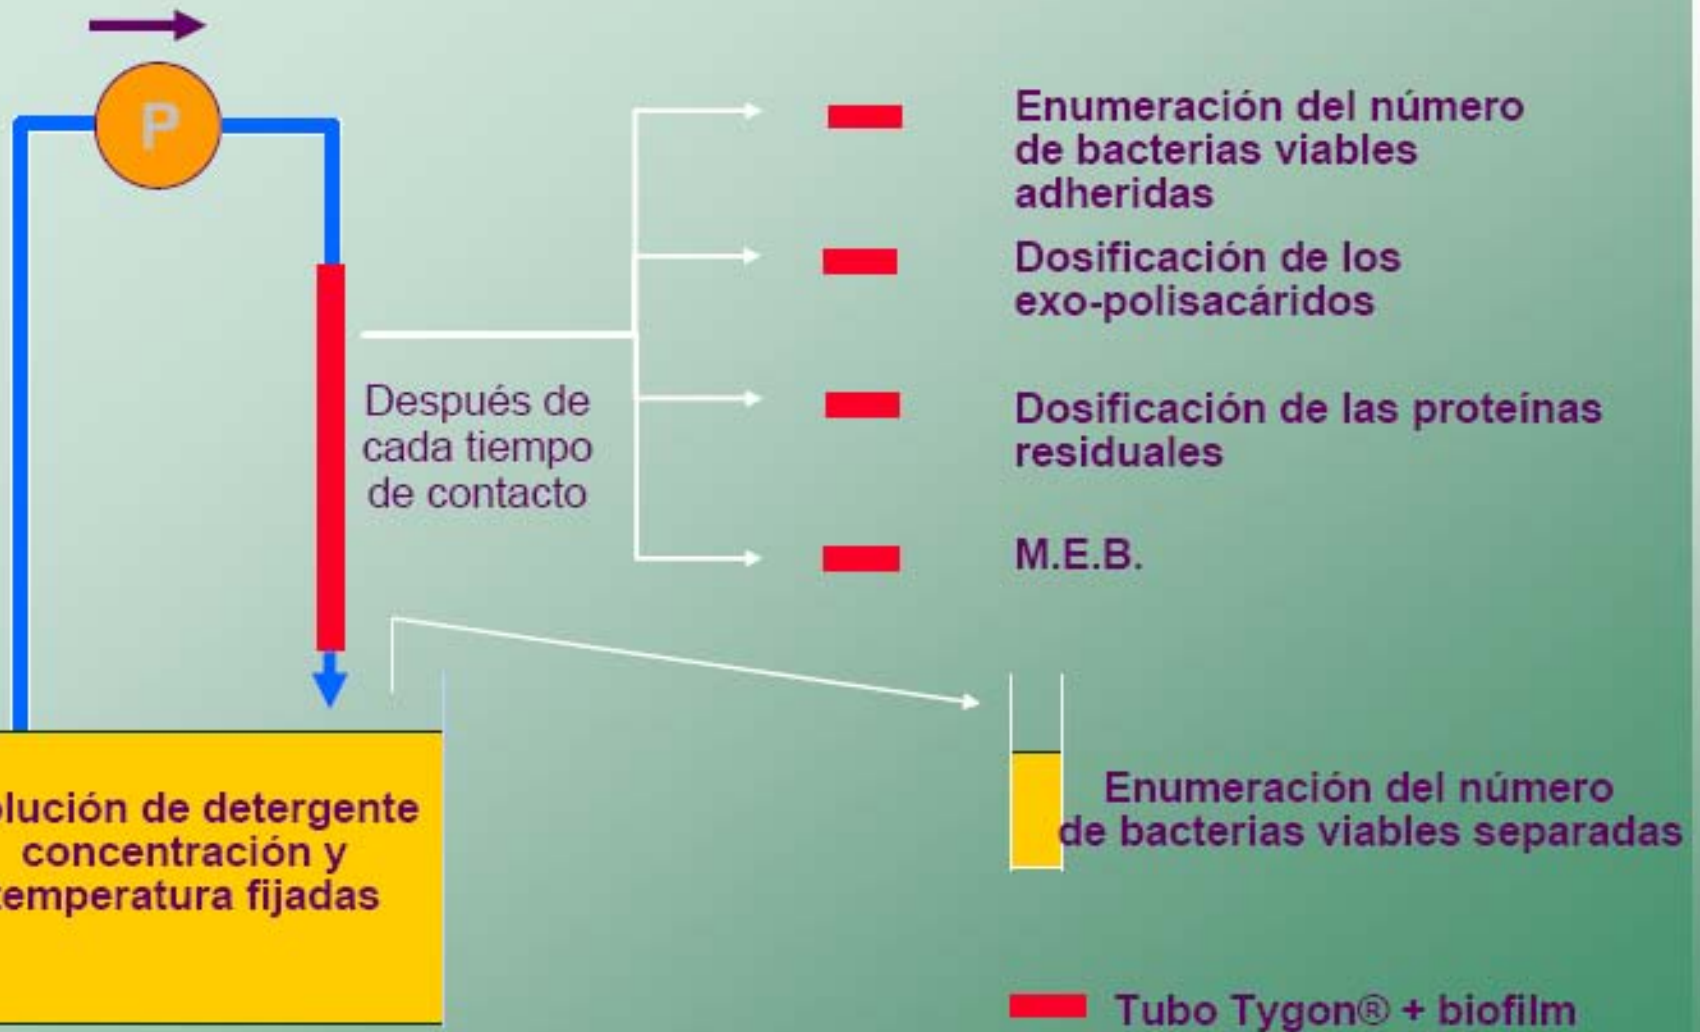 P
Enumeración del número
de bacterias viables
adheridas
Dosificación de los
exo-polisacáridos
Después de
cada tiempo
de contacto
Dosificación de las proteínas
residuales
M.E.B.
olución de detergente
concentración y
temperatura fijadas
Enumeración del número
de bacterias viables separadas
Tubo Tygon® + biofilm